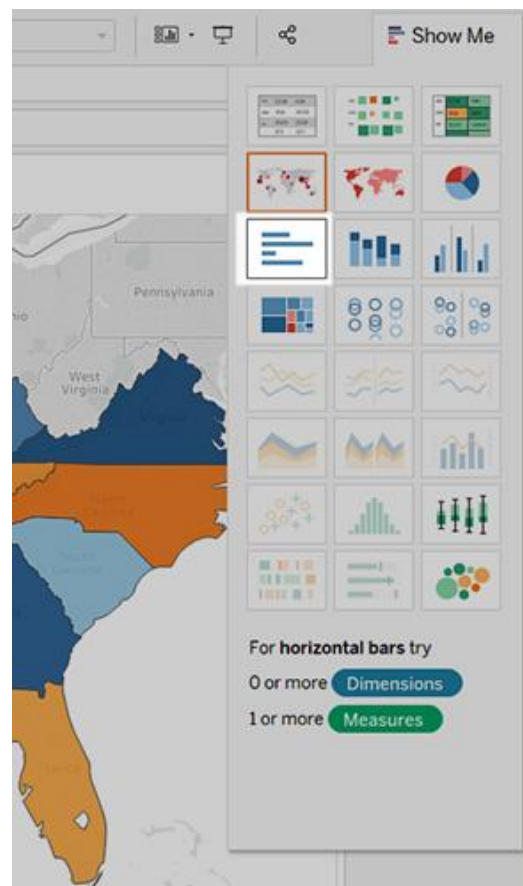 Show Me
Pennsylvania
West
Virginia
For horizontal bars try
0 or more Dimensions
1 or more Measures